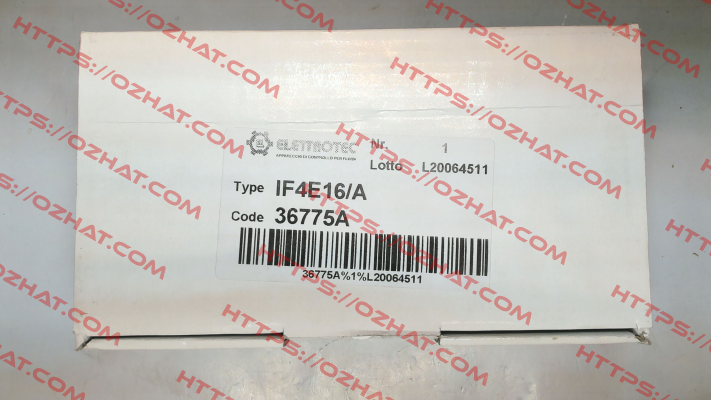 ELETTROTEC
APPARECCHI DI CONTROLLO PER FLUIDI
Nr. 1
Lotto L20064511
Type IF4E16/A
Code 36775A
36775A%1%L20064511
HTTPS://OZHAT.COM